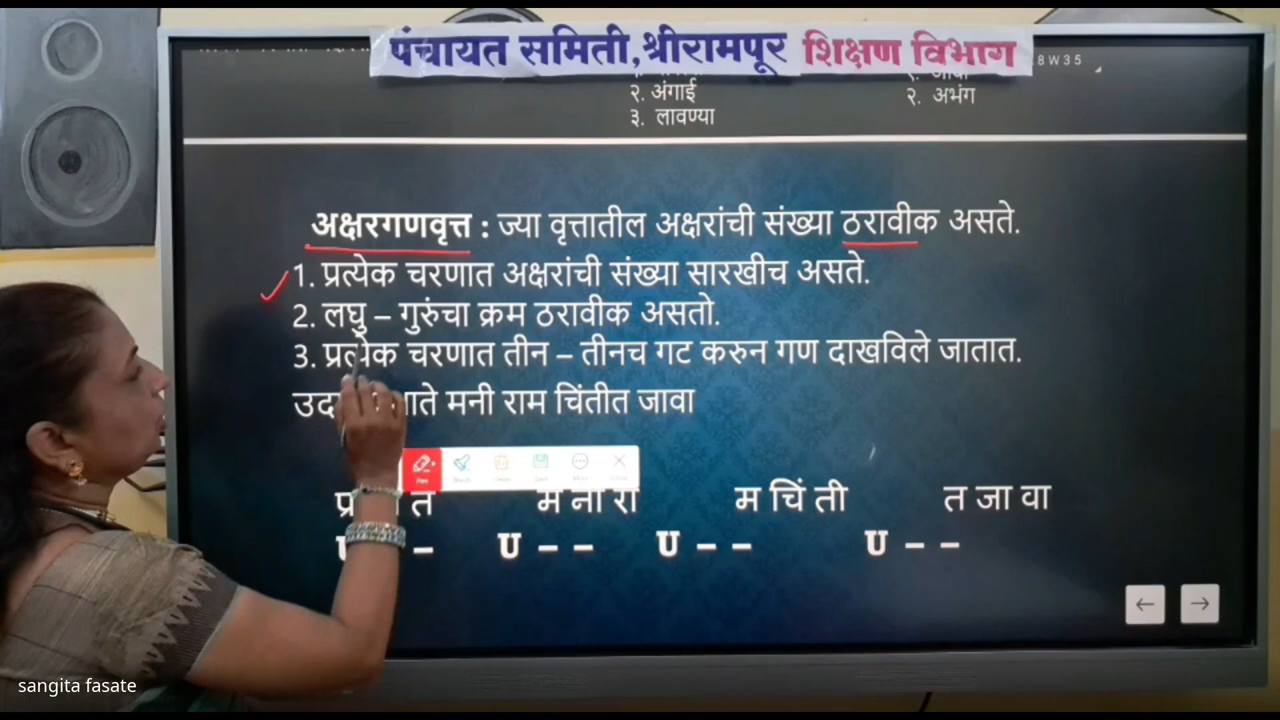 पंचायत समिती,श्रीरामपूर शिक्षण विभाग
8W35
२. अंगाई
२. अभंग
३. लावण्या
अक्षरगणवृत्त : ज्या वृत्तातील अक्षरांची संख्या ठरावीक असते.
1. प्रत्येक चरणात अक्षरांची संख्या सारखीच असते.
2. लघु – गुरुंचा क्रम ठरावीक असतो.
3. प्रत्येक चरणात तीन – तीनच गट करुन गण दाखविले जातात.
मनी राम चिंतीत जावा
त म नी रा म चिं ती त जा वा
– U – – U – – U – –
sangita fasate